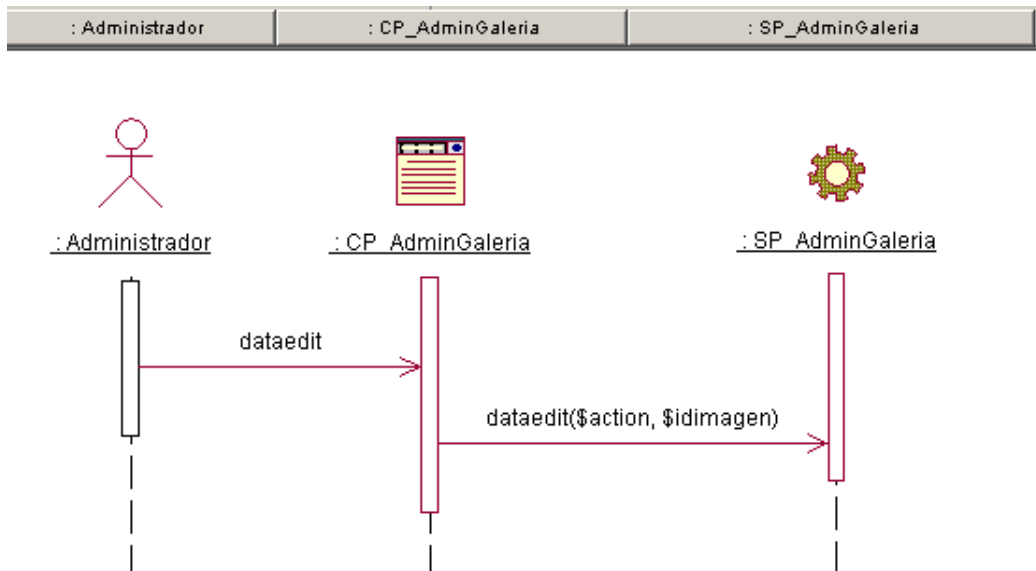 : Administrador
: CP_AdminGaleria
: SP_AdminGaleria
: Administrador
: CP_AdminGaleria
: SP_AdminGaleria
dataedit
dataedit($action, $idimagen)